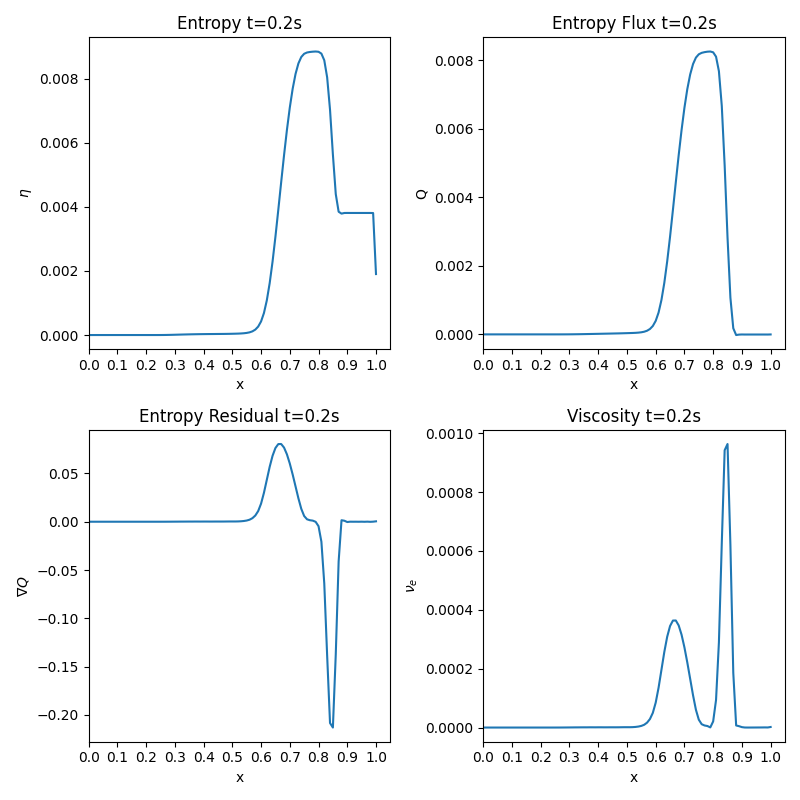 Entropy t=0.2s
Entropy Flux t=0.2s
0.008
0.006
0.004
0.002
0.000
η
0.0 0.1 0.2 0.3 0.4 0.5 0.6 0.7 0.8 0.9 1.0
x
0.008
0.006
0.004
0.002
0.000
Q
0.0 0.1 0.2 0.3 0.4 0.5 0.6 0.7 0.8 0.9 1.0
x
Entropy Residual t=0.2s
Viscosity t=0.2s
0.05
0.00
−0.05
−0.10
−0.15
−0.20
∇Q
0.0 0.1 0.2 0.3 0.4 0.5 0.6 0.7 0.8 0.9 1.0
x
0.0010
0.0008
0.0006
0.0004
0.0002
0.0000
νe
0.0 0.1 0.2 0.3 0.4 0.5 0.6 0.7 0.8 0.9 1.0
x